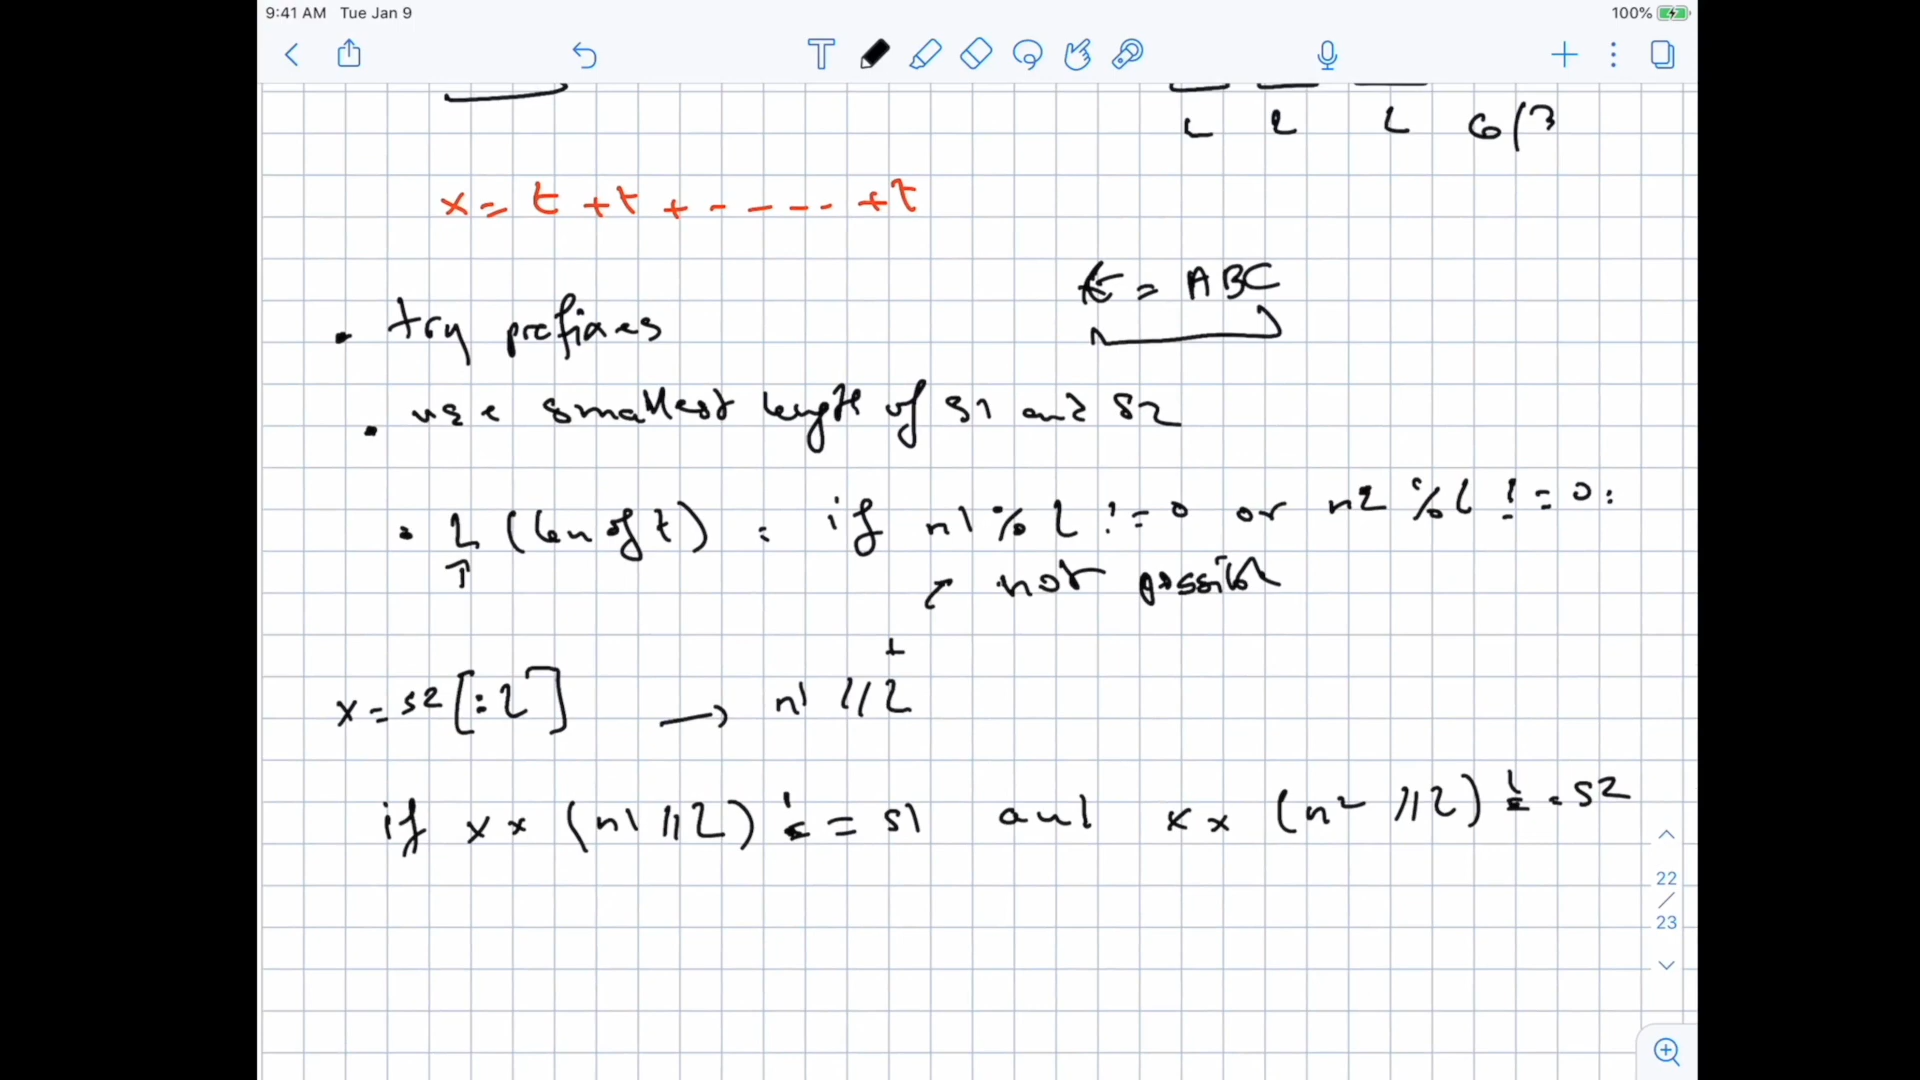 9:41 AM Tue Jan 9 100%
L L L 6/3
x = t + t + - - - - - + t
t = ABC
• try prefixes
• use smallest length of s1 and s2
• L (len of t) : if n1 % L != 0 or n2 % L != 0 :
↑ not possible
x = s2[:L] → n1 // L
if x x (n1 // L) != s1 and x x (n2 // L) != s2
22
/
23